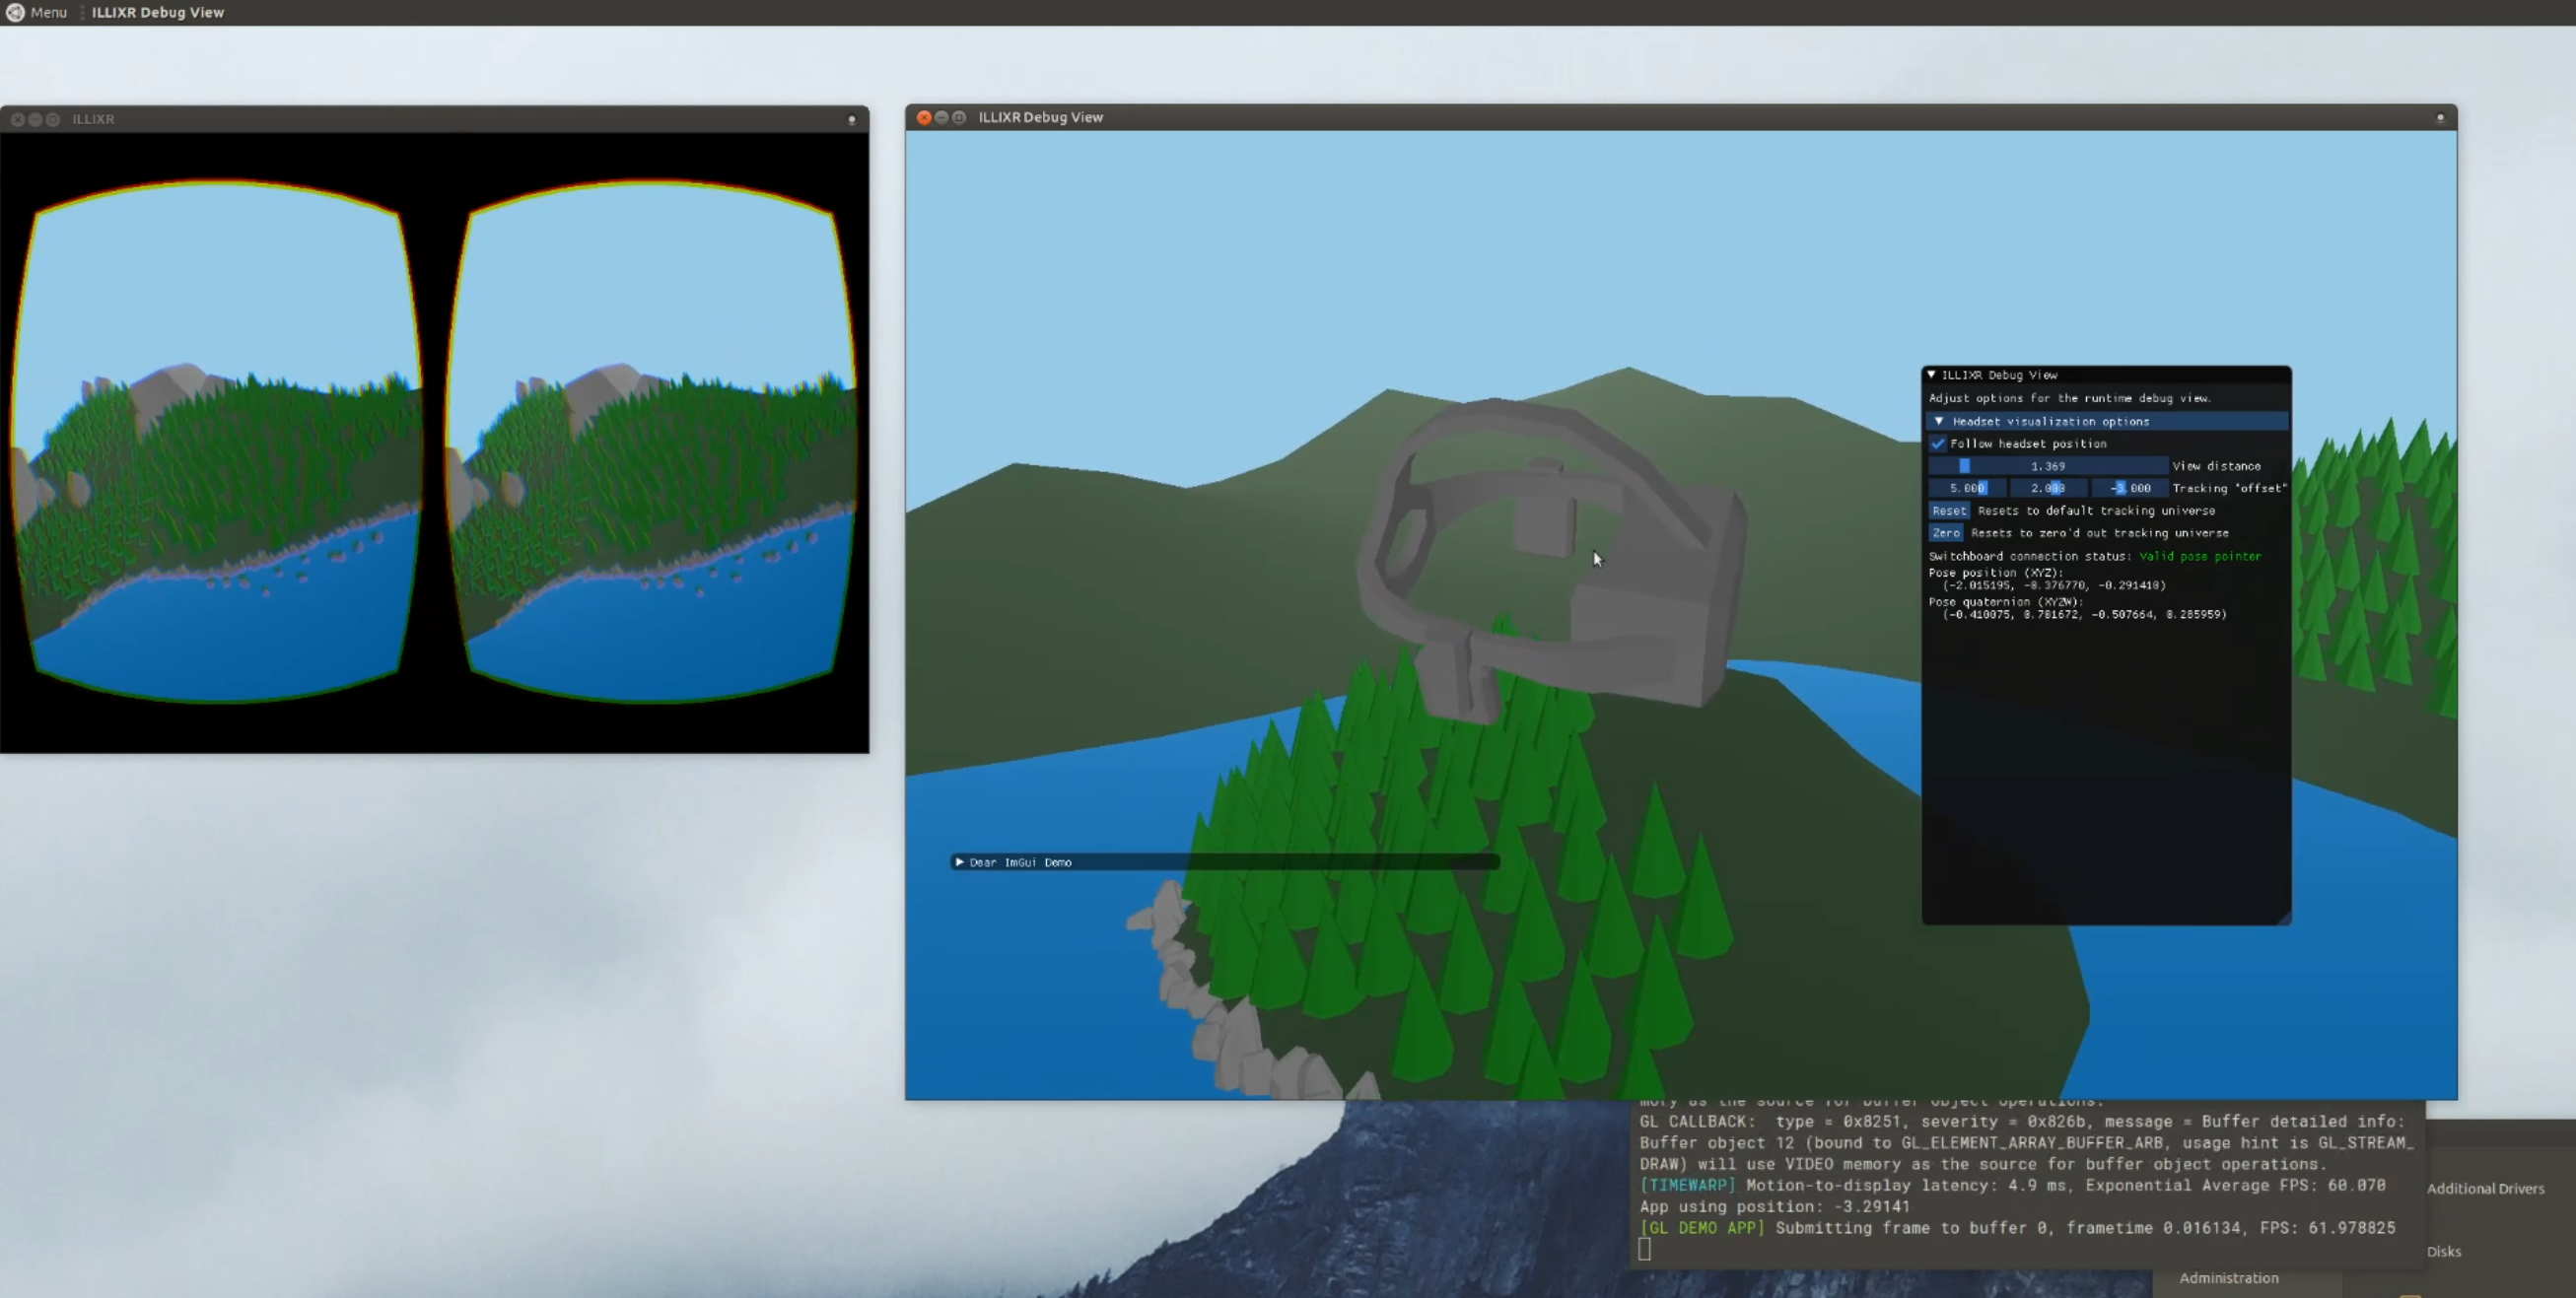 Menu ILLIXR Debug View
ILLIXR
ILLIXR Debug View
ILLIXR Debug View
Adjust options for the runtime debug view.
Headset visualization options
Follow headset position
1.369 View distance
5.000 2.000 -3.000 Tracking "offset"
Reset Resets to default tracking universe
Zero Resets to zero'd out tracking universe
Switchboard connection status: Valid pose pointer
Pose position (XYZ):
(-2.015195, -0.376770, -0.291410)
Pose quaternion (XYZW):
(-0.410075, 0.781672, -0.507664, 0.285959)
Dear ImGui Demo
mory as the source for buffer object operations.
GL CALLBACK: type = 0x8251, severity = 0x826b, message = Buffer detailed info:
Buffer object 12 (bound to GL_ELEMENT_ARRAY_BUFFER_ARB, usage hint is GL_STREAM_
DRAW) will use VIDEO memory as the source for buffer object operations.
[TIMEWARP] Motion-to-display latency: 4.9 ms, Exponential Average FPS: 60.070
App using position: -3.29141
[GL DEMO APP] Submitting frame to buffer 0, frametime 0.016134, FPS: 61.978825
Additional Drivers
Disks
Administration